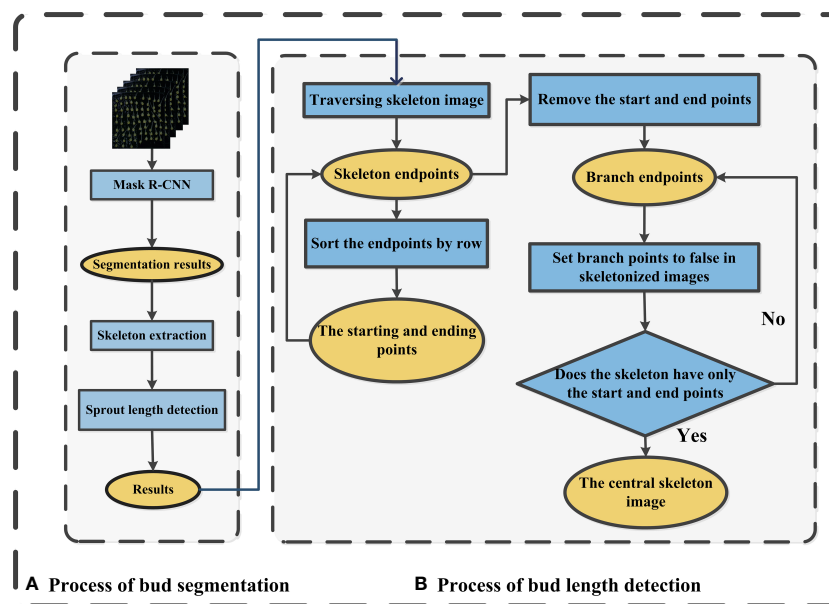 Mask R-CNN
Segmentation results
Skeleton extraction
Sprout length detection
Results
Traversing skeleton image
Skeleton endpoints
Sort the endpoints by row
The starting and ending
points
Remove the start and end points
Branch endpoints
Set branch points to false in
skeletonized images
No
Does the skeleton have only
the start and end points
Yes
The central skeleton
image
A Process of bud segmentation
B Process of bud length detection